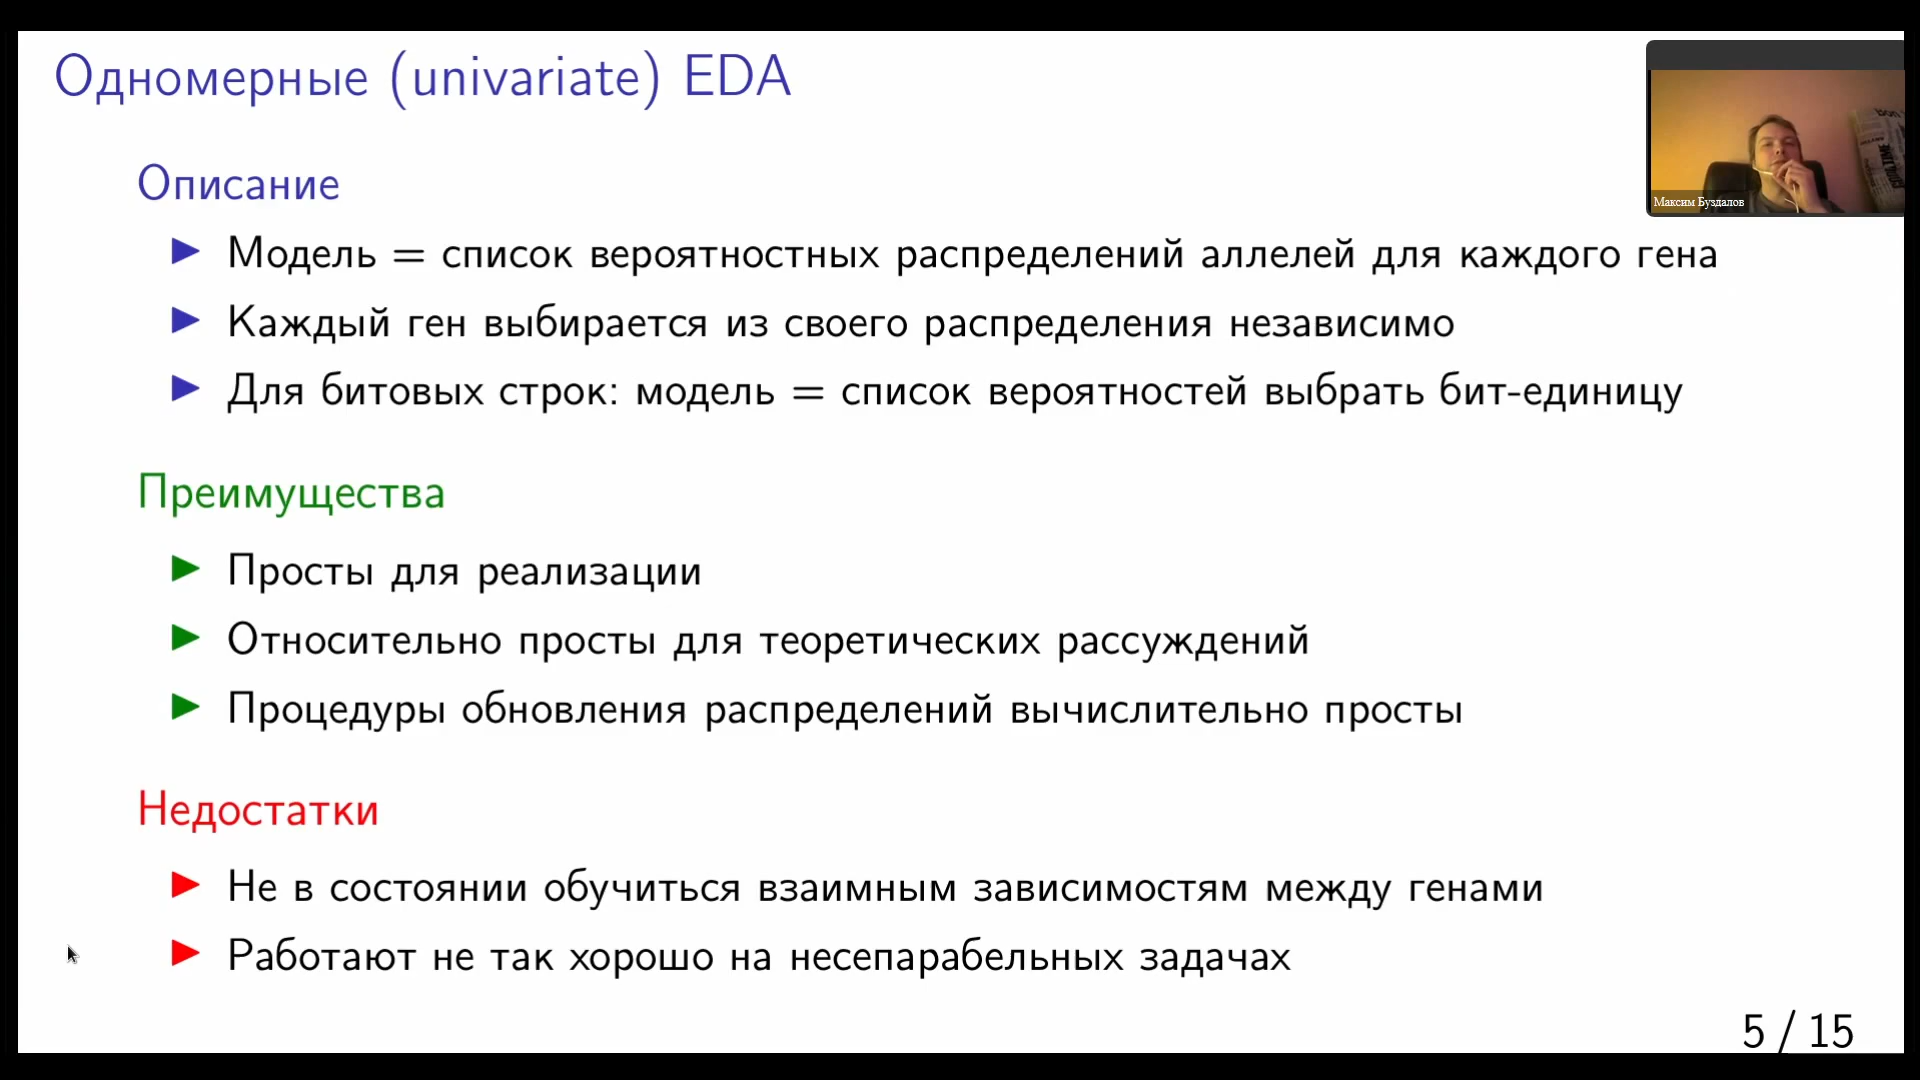 Одномерные (univariate) EDA
Описание
Модель = список вероятностных распределений аллелей для каждого гена
Каждый ген выбирается из своего распределения независимо
Для битовых строк: модель = список вероятностей выбрать бит-единицу
Преимущества
Просты для реализации
Относительно просты для теоретических рассуждений
Процедуры обновления распределений вычислительно просты
Недостатки
Не в состоянии обучиться взаимным зависимостям между генами
Работают не так хорошо на несепарабельных задачах
5 / 15
Максим Буздалов